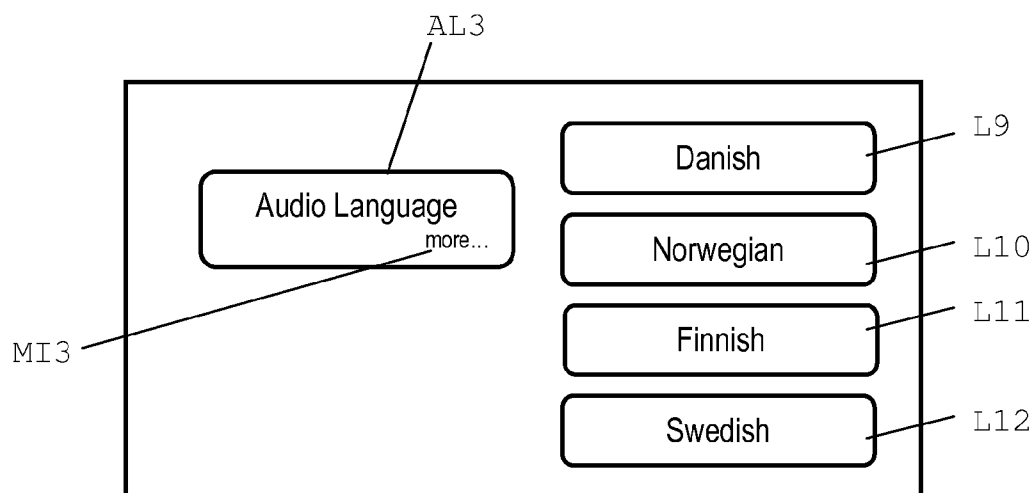 AL3
Danish
L9
Audio Language
more...
Norwegian
L10
MI3
Finnish
L11
Swedish
L12